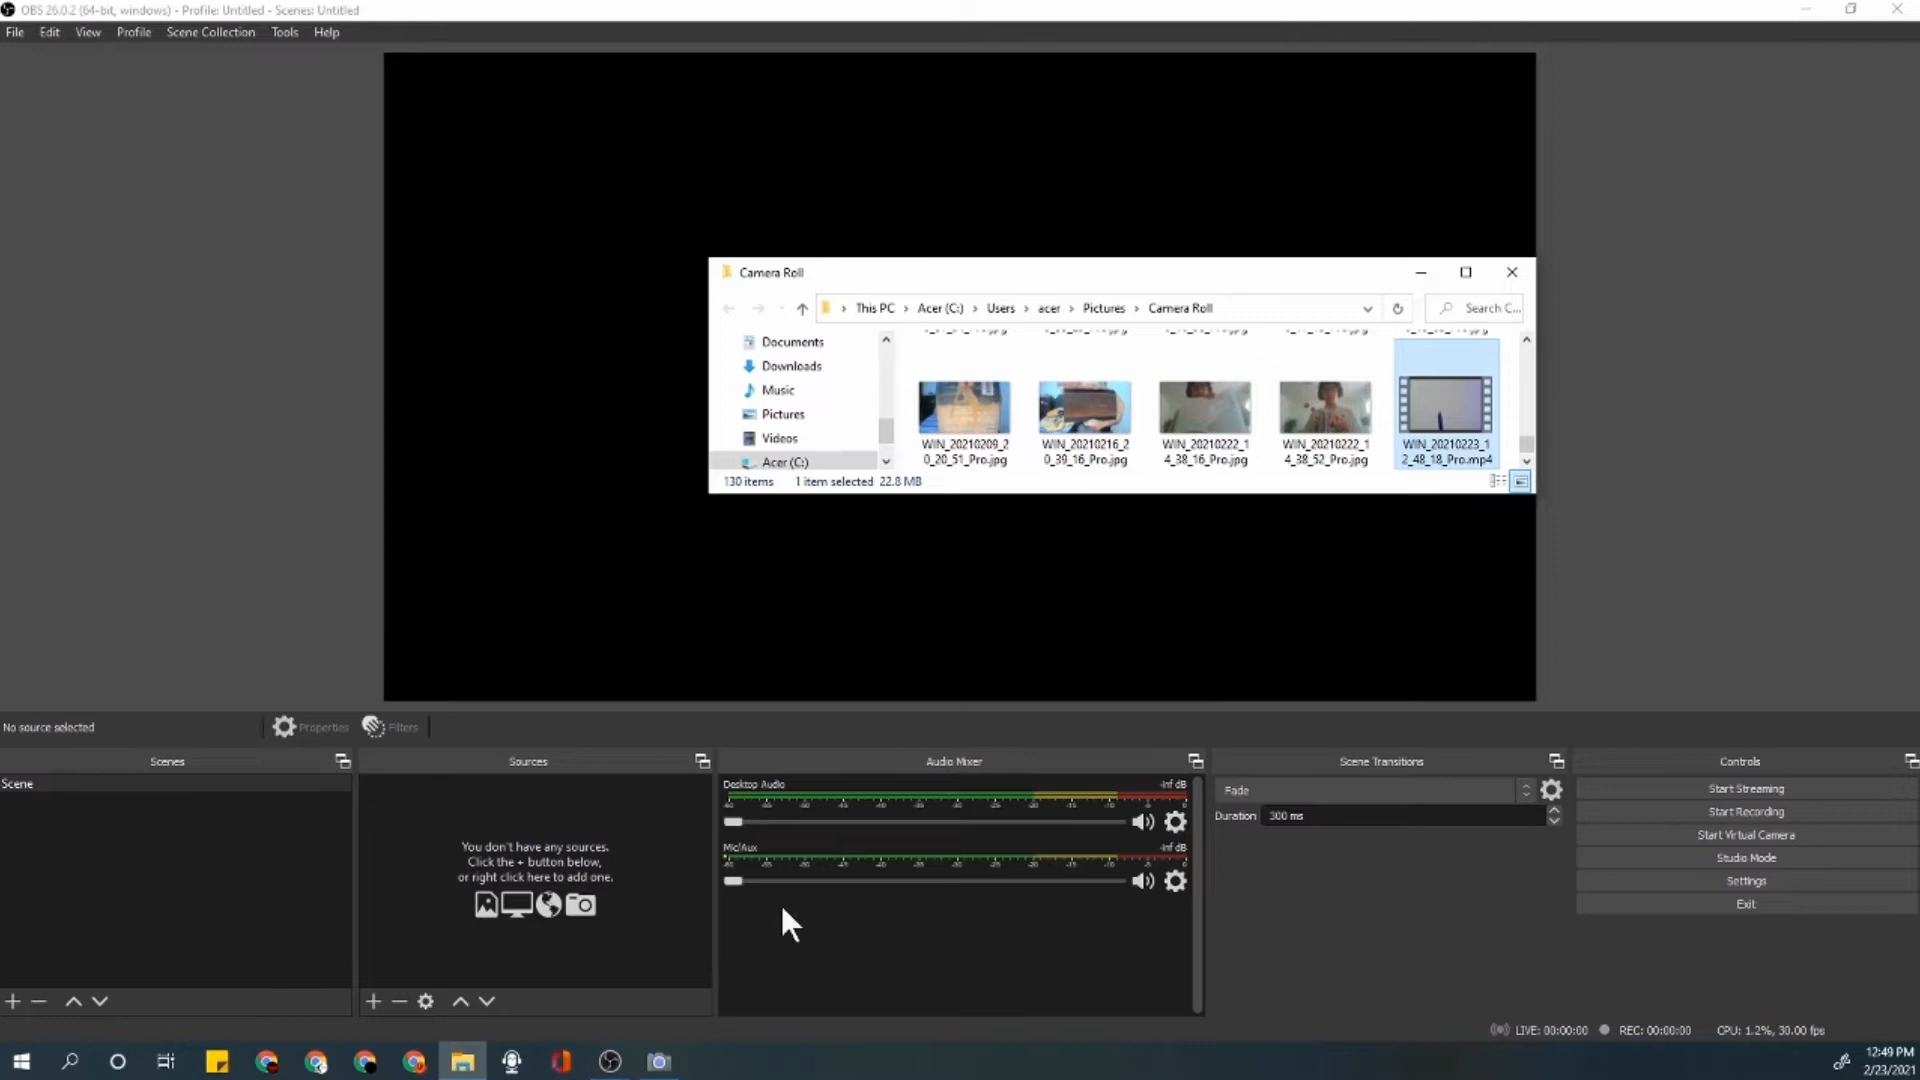 OBS 26.0.2 (64-bit, windows) - Profile: Untitled - Scenes: Untitled
File Edit View Profile Scene Collection Tools Help
Camera Roll
This PC › Acer (C:) › Users › acer › Pictures › Camera Roll
Search C...
Documents
Downloads
Music
Pictures
Videos
Acer (C:)
WIN_20210209_2
0_20_51_Pro.jpg
WIN_20210216_2
0_39_16_Pro.jpg
WIN_20210222_1
4_38_16_Pro.jpg
WIN_20210222_1
4_38_52_Pro.jpg
WIN_20210223_1
2_48_18_Pro.mp4
130 items 1 item selected 22.8 MB
No source selected
Properties
Filters
Scenes
Scene
Sources
You don't have any sources.
Click the + button below,
or right click here to add one.
Audio Mixer
Desktop Audio
-inf dB
Mic/Aux
-inf dB
Scene Transitions
Fade
Duration 300 ms
Controls
Start Streaming
Start Recording
Start Virtual Camera
Studio Mode
Settings
Exit
LIVE: 00:00:00 REC: 00:00:00 CPU: 1.2%, 30.00 fps
12:49 PM
2/23/2021